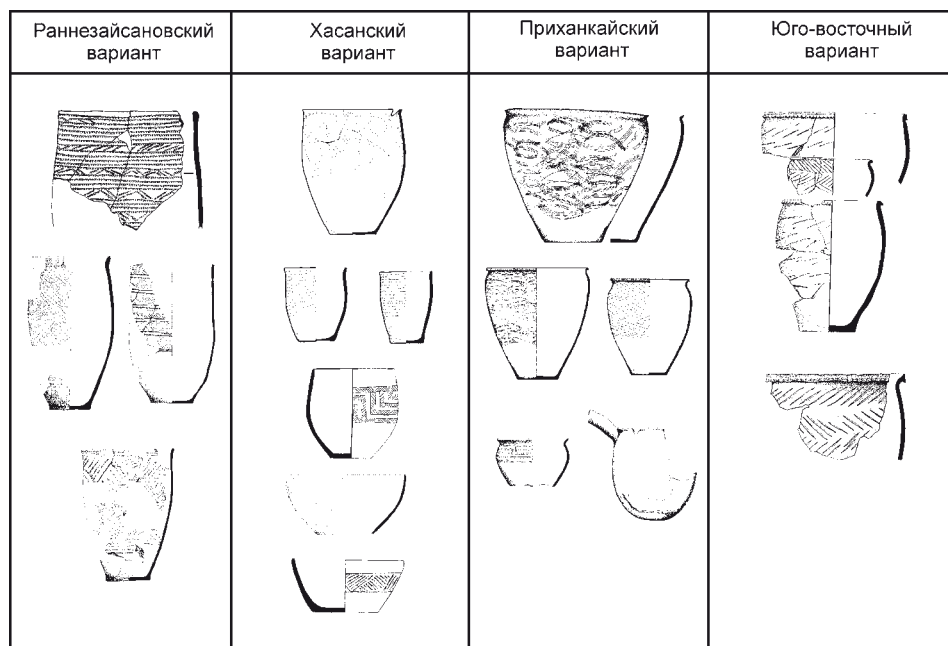 Раннезайсановский
вариант
Хасанский
вариант
Приханкайский
вариант
Юго-восточный
вариант